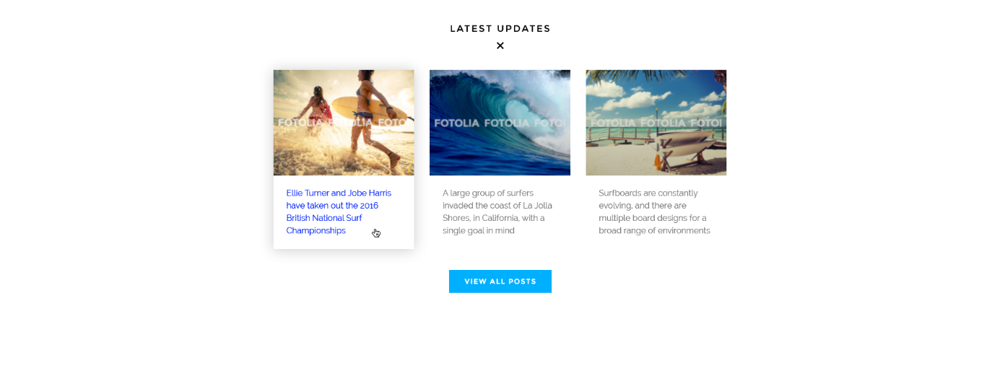 LATEST UPDATES
FOTOLIA FOTOLIA FOTOL
FOTOLIA FOTOLIA FOTOL
FOTOLIA FOTOLIA FOTOL
Ellie Turner and Jobe Harris
have taken out the 2016
British National Surf
Championships
A large group of surfers
invaded the coast of La Jolla
Shores, in California, with a
single goal in mind
Surfboards are constantly
evolving, and there are
multiple board designs for a
broad range of environments
VIEW ALL POSTS